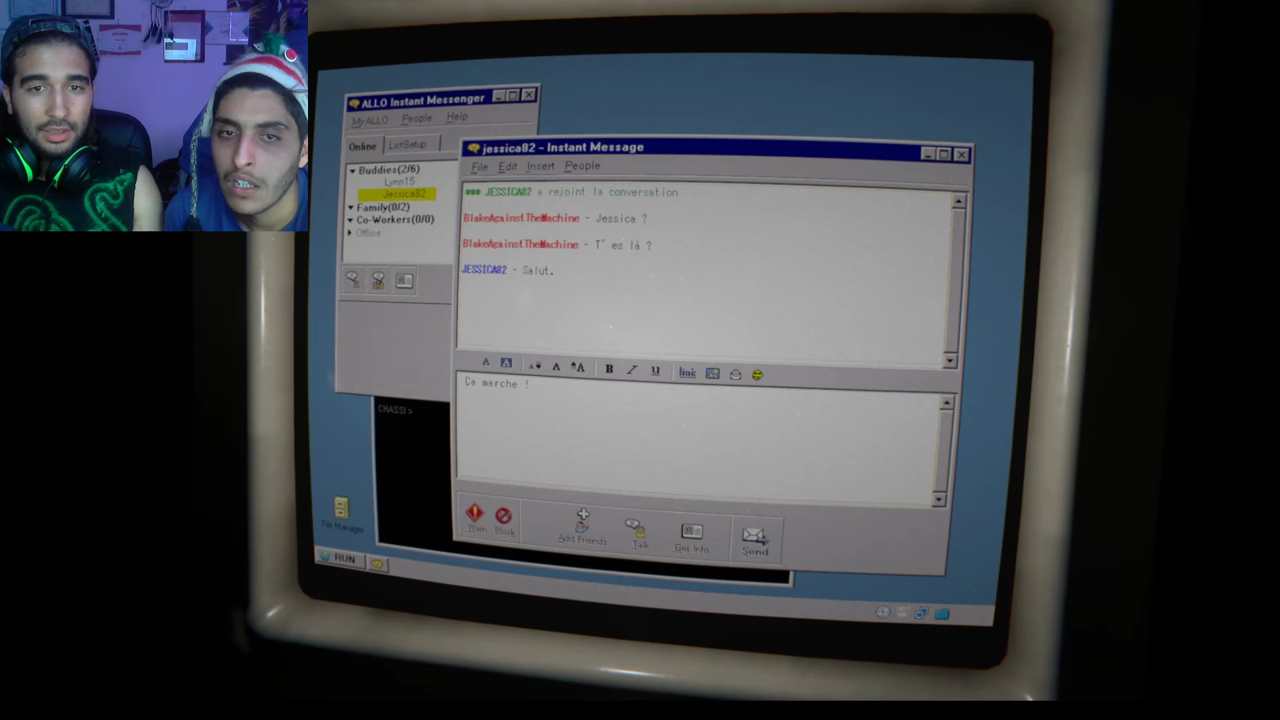 ALLO Instant Messenger
My ALLO People Help
Online ListSetup
Buddies(2/6)
Lynn15
Jessica82
Family(0/2)
Co-Workers(0/0)
Offline
jessica82 - Instant Message
File Edit Insert People
*** JESSICA82 a rejoint la conversation
BlakeAgainstTheMachine - Jessica ?
BlakeAgainstTheMachine - T'es là ?
JESSICA82 - Salut.
A A A A A B I U link
Ca marche !
Warn Block Add Friends Talk Get Info Send
CHASSI>
File Manager
RUN